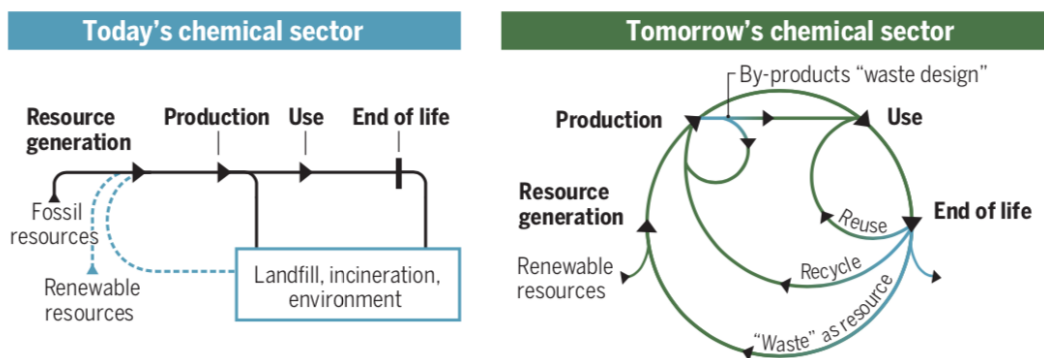 Today's chemical sector
Resource
generation
Production
Use
End of life
Fossil
resources
Renewable
resources
Landfill, incineration,
environment
Tomorrow's chemical sector
By-products “waste design”
Production
Use
Resource
generation
End of life
Reuse
Renewable
resources
Recycle
“Waste” as resource